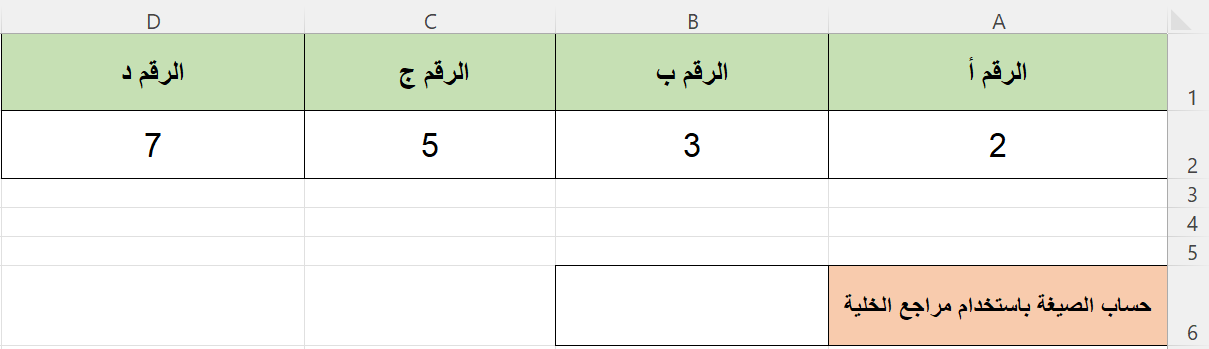 A B C D
1 الرقم أ الرقم ب الرقم ج الرقم د
2 2 3 5 7
3
4
5
6 حساب الصيغة باستخدام مراجع الخلية